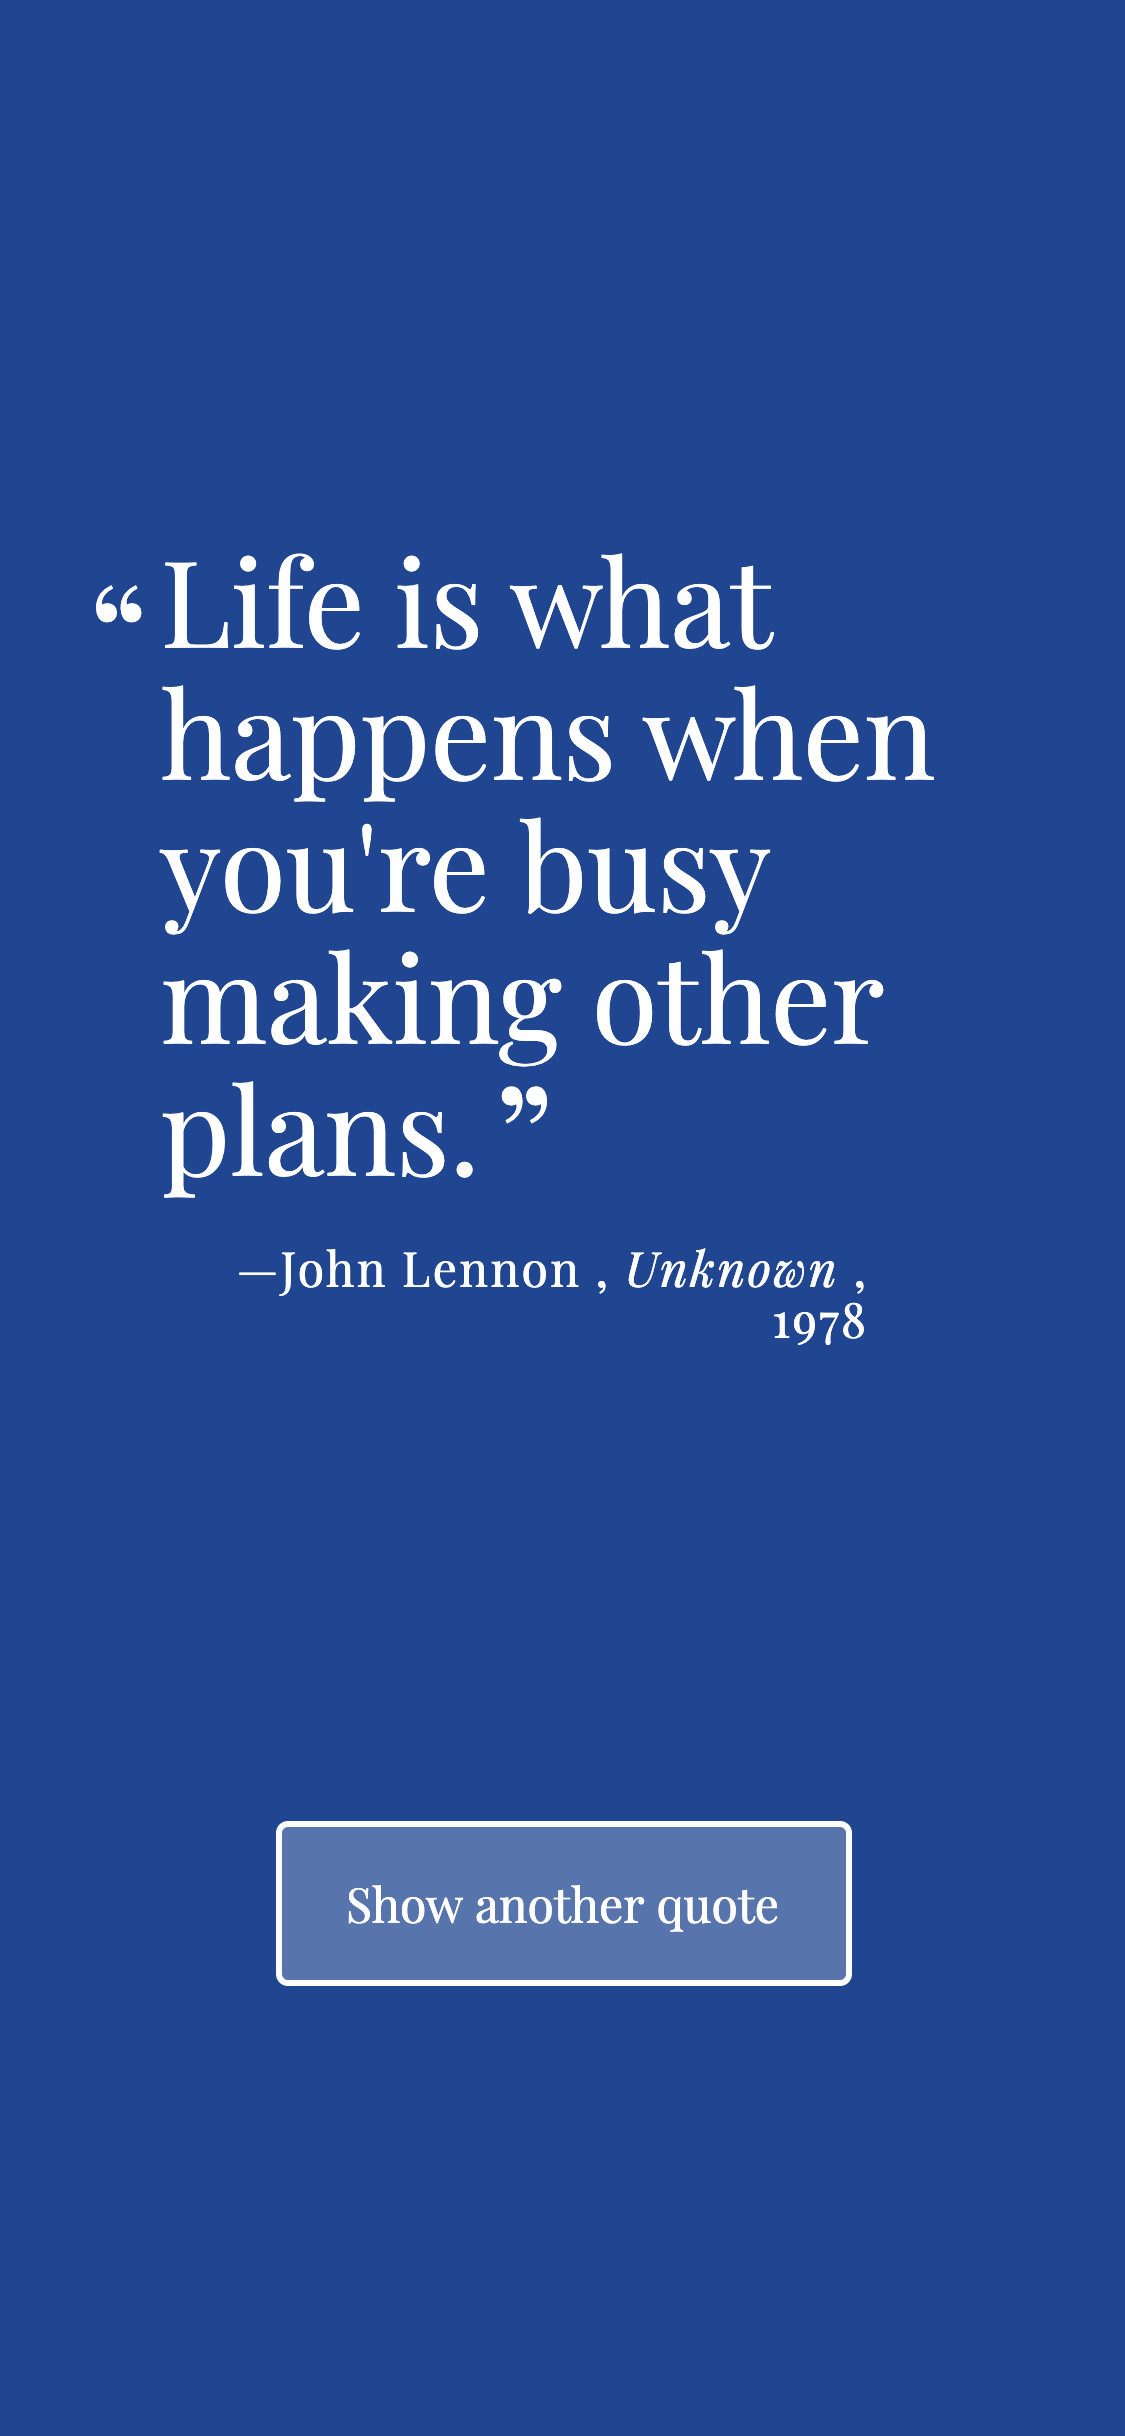 “Life is what
happens when
you're busy
making other
plans.”
—John Lennon , Unknown ,
1978
Show another quote